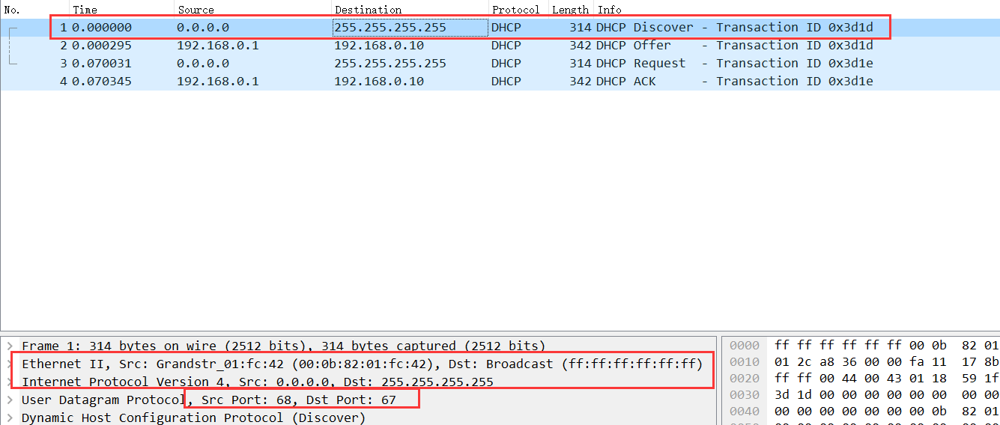 No. Time Source Destination Protocol Length Info
1 0.000000 0.0.0.0 255.255.255.255 DHCP 314 DHCP Discover - Transaction ID 0x3d1d
2 0.000295 192.168.0.1 192.168.0.10 DHCP 342 DHCP Offer - Transaction ID 0x3d1d
3 0.070031 0.0.0.0 255.255.255.255 DHCP 314 DHCP Request - Transaction ID 0x3d1e
4 0.070345 192.168.0.1 192.168.0.10 DHCP 342 DHCP ACK - Transaction ID 0x3d1e
Frame 1: 314 bytes on wire (2512 bits), 314 bytes captured (2512 bits)
Ethernet II, Src: Grandstr_01:fc:42 (00:0b:82:01:fc:42), Dst: Broadcast (ff:ff:ff:ff:ff:ff)
Internet Protocol Version 4, Src: 0.0.0.0, Dst: 255.255.255.255
User Datagram Protocol, Src Port: 68, Dst Port: 67
Dynamic Host Configuration Protocol (Discover)
0000 ff ff ff ff ff ff 00 0b 82 01
0010 01 2c a8 36 00 00 fa 11 17 8b
0020 ff ff 00 44 00 43 01 18 59 1f
0030 3d 1d 00 00 00 00 00 00 00 00
0040 00 00 00 00 00 00 00 0b 82 01